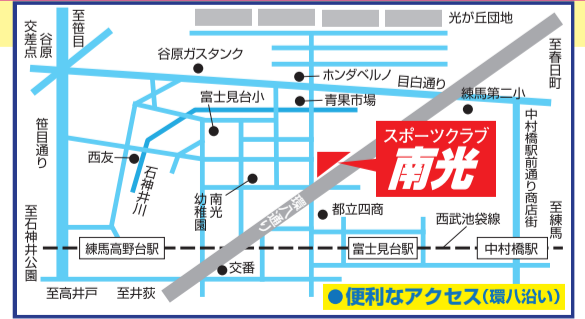 至笹目
谷原
交差点
光が丘団地
至春日町
谷原ガスタンク
ホンダベルノ
目白通り
富士見台小
青果市場
練馬第二小
笹目通り
スポーツクラブ
南光
中村橋駅前通り商店街
西友
石神井川
南光
幼稚園
環八通り
都立四商
西武池袋線
至石神井公園
至練馬
練馬高野台駅
富士見台駅
中村橋駅
交番
至高井戸
至井荻
●便利なアクセス(環八沿い)